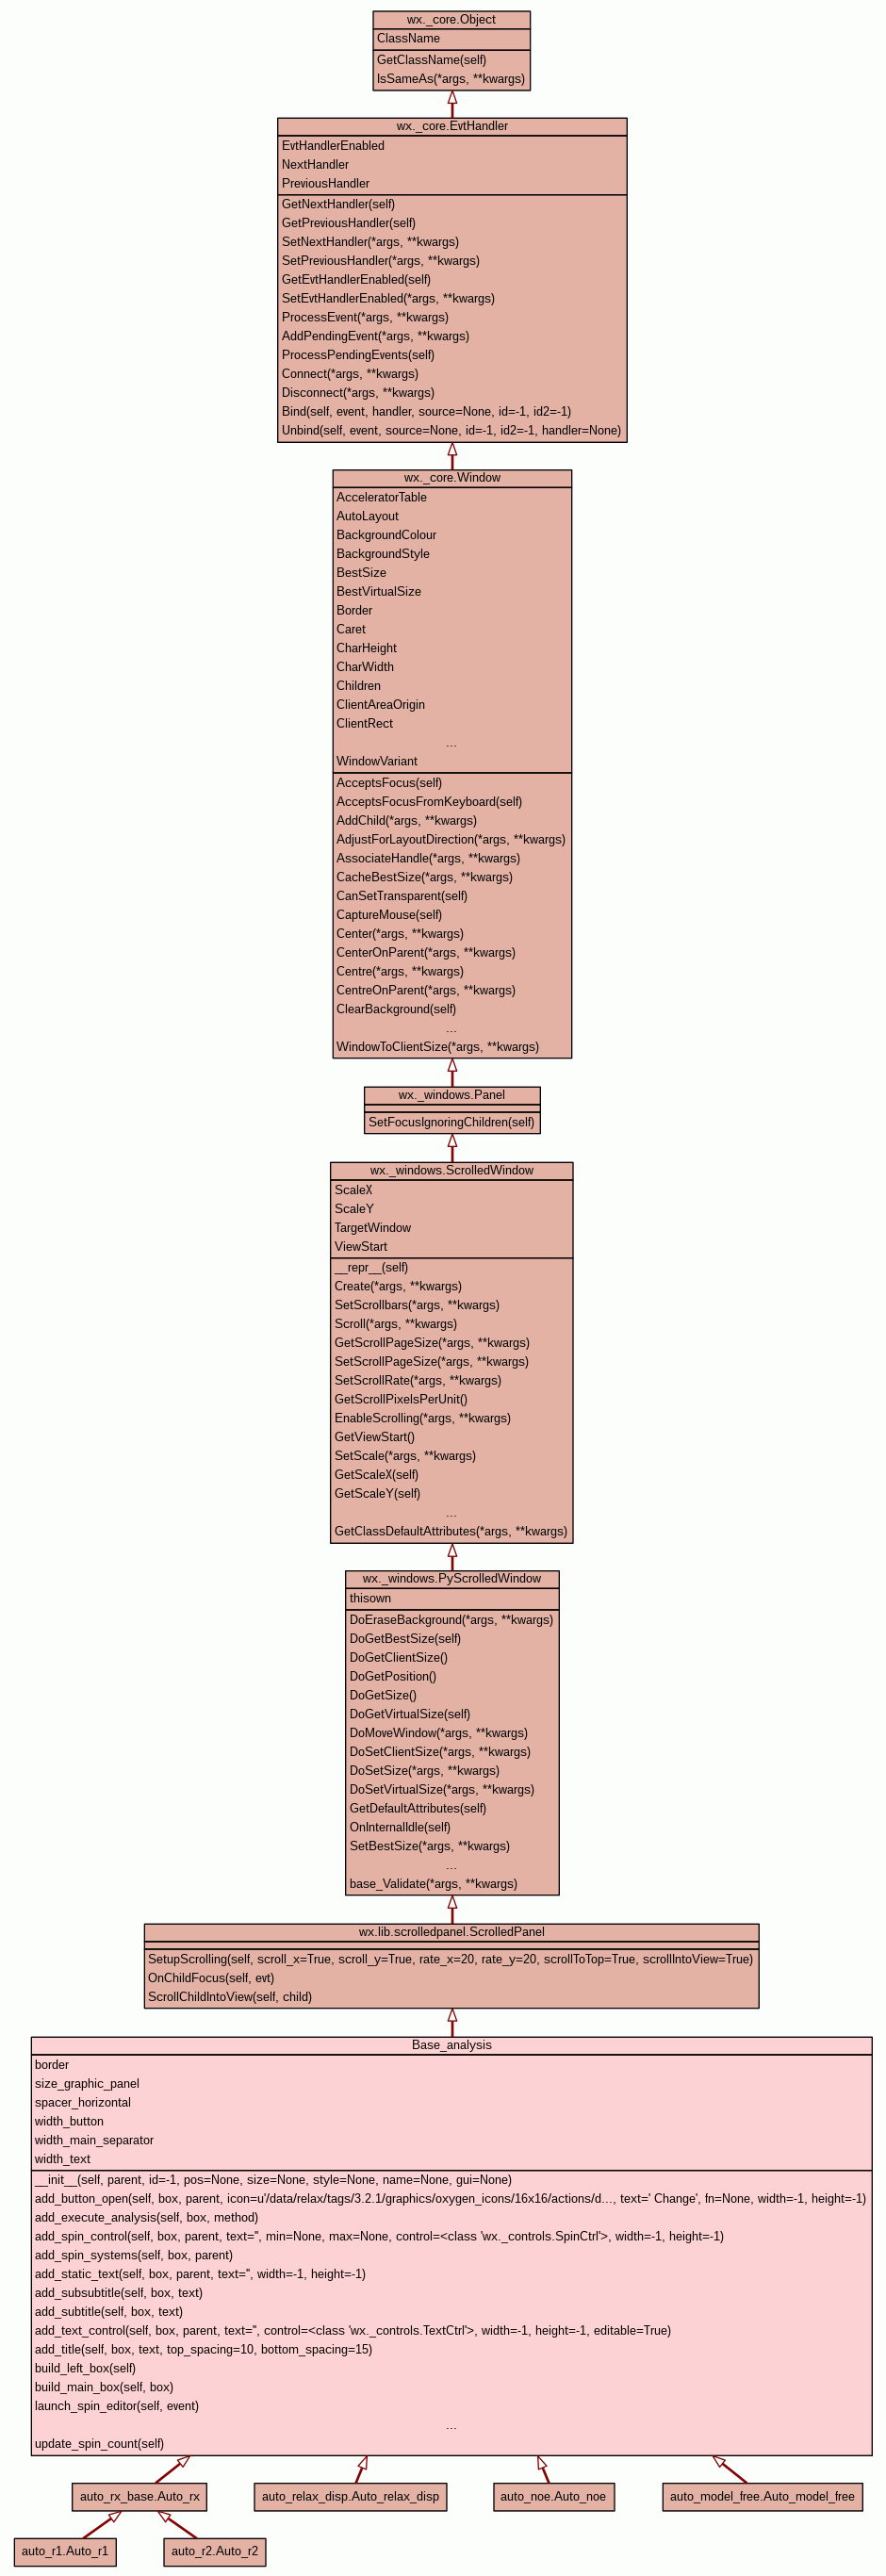 wx._core.Object
ClassName
GetClassName(self)
IsSameAs(*args, **kwargs)
wx._core.EvtHandler
EvtHandlerEnabled
NextHandler
PreviousHandler
GetNextHandler(self)
GetPreviousHandler(self)
SetNextHandler(*args, **kwargs)
SetPreviousHandler(*args, **kwargs)
GetEvtHandlerEnabled(self)
SetEvtHandlerEnabled(*args, **kwargs)
ProcessEvent(*args, **kwargs)
AddPendingEvent(*args, **kwargs)
ProcessPendingEvents(self)
Connect(*args, **kwargs)
Disconnect(*args, **kwargs)
Bind(self, event, handler, source=None, id=-1, id2=-1)
Unbind(self, event, source=None, id=-1, id2=-1, handler=None)
wx._core.Window
AcceleratorTable
AutoLayout
BackgroundColour
BackgroundStyle
BestSize
BestVirtualSize
Border
Caret
CharHeight
CharWidth
Children
ClientAreaOrigin
ClientRect
...
WindowVariant
AcceptsFocus(self)
AcceptsFocusFromKeyboard(self)
AddChild(*args, **kwargs)
AdjustForLayoutDirection(*args, **kwargs)
AssociateHandle(*args, **kwargs)
CacheBestSize(*args, **kwargs)
CanSetTransparent(self)
CaptureMouse(self)
Center(*args, **kwargs)
CenterOnParent(*args, **kwargs)
Centre(*args, **kwargs)
CentreOnParent(*args, **kwargs)
ClearBackground(self)
...
WindowToClientSize(*args, **kwargs)
wx._windows.Panel
SetFocusIgnoringChildren(self)
wx._windows.ScrolledWindow
ScaleX
ScaleY
TargetWindow
ViewStart
__repr__(self)
Create(*args, **kwargs)
SetScrollbars(*args, **kwargs)
Scroll(*args, **kwargs)
GetScrollPageSize(*args, **kwargs)
SetScrollPageSize(*args, **kwargs)
SetScrollRate(*args, **kwargs)
GetScrollPixelsPerUnit()
EnableScrolling(*args, **kwargs)
GetViewStart()
SetScale(*args, **kwargs)
GetScaleX(self)
GetScaleY(self)
...
GetClassDefaultAttributes(*args, **kwargs)
wx._windows.PyScrolledWindow
thisown
DoEraseBackground(*args, **kwargs)
DoGetBestSize(self)
DoGetClientSize()
DoGetPosition()
DoGetSize()
DoGetVirtualSize(self)
DoMoveWindow(*args, **kwargs)
DoSetClientSize(*args, **kwargs)
DoSetSize(*args, **kwargs)
DoSetVirtualSize(*args, **kwargs)
GetDefaultAttributes(self)
OnInternalIdle(self)
SetBestSize(*args, **kwargs)
...
base_Validate(*args, **kwargs)
wx.lib.scrolledpanel.ScrolledPanel
SetupScrolling(self, scroll_x=True, scroll_y=True, rate_x=20, rate_y=20, scrollToTop=True, scrollIntoView=True)
OnChildFocus(self, evt)
ScrollChildIntoView(self, child)
Base_analysis
border
size_graphic_panel
spacer_horizontal
width_button
width_main_separator
width_text
__init__(self, parent, id=-1, pos=None, size=None, style=None, name=None, gui=None)
add_button_open(self, box, parent, icon=u'/data/relax/tags/3.2.1/graphics/oxygen_icons/16x16/actions/d..., text=' Change', fn=None, width=-1, height=-1)
add_execute_analysis(self, box, method)
add_spin_control(self, box, parent, text='', min=None, max=None, control=<class 'wx._controls.SpinCtrl'>, width=-1, height=-1)
add_spin_systems(self, box, parent)
add_static_text(self, box, parent, text='', width=-1, height=-1)
add_subsubtitle(self, box, text)
add_subtitle(self, box, text)
add_text_control(self, box, parent, text='', control=<class 'wx._controls.TextCtrl'>, width=-1, height=-1, editable=True)
add_title(self, box, text, top_spacing=10, bottom_spacing=15)
build_left_box(self)
build_main_box(self, box)
launch_spin_editor(self, event)
...
update_spin_count(self)
auto_rx_base.Auto_rx
auto_relax_disp.Auto_relax_disp
auto_noe.Auto_noe
auto_model_free.Auto_model_free
auto_r1.Auto_r1
auto_r2.Auto_r2